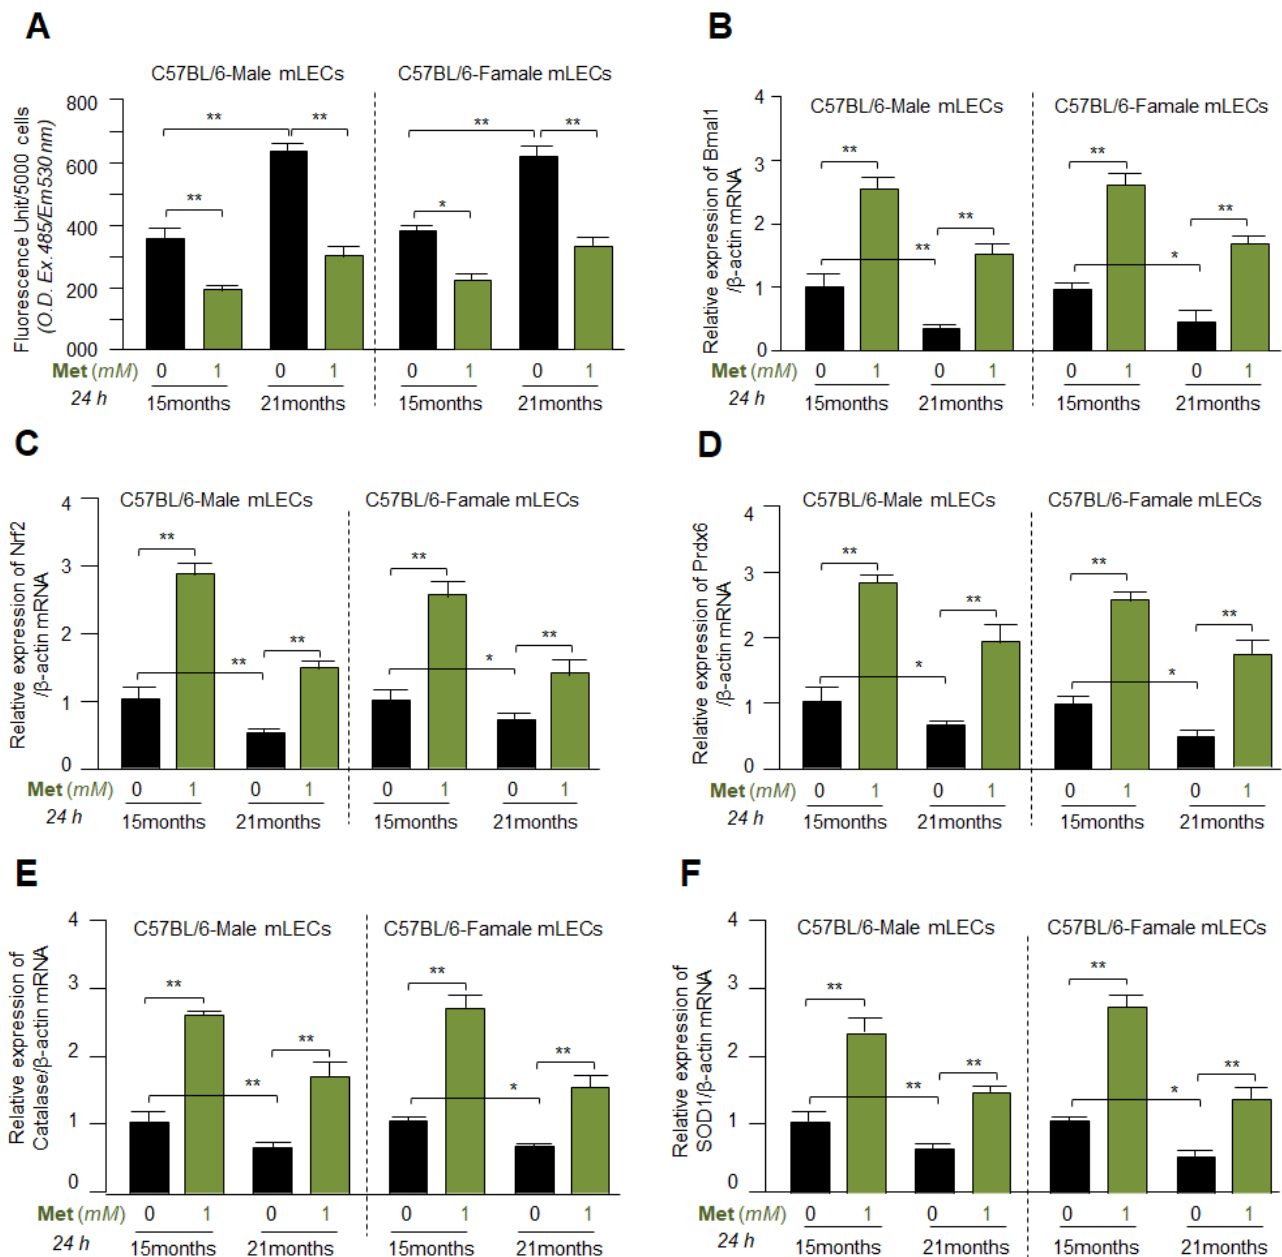 A
C57BL/6-Male mLECs
C57BL/6-Famale mLECs
Fluorescence Unit/5000 cells
(O.D. Ex.485/Em530 nm)
800
600
400
200
000
**
**
**
**
**
*
Met (mM)
0
1
0
1
0
1
0
1
24 h
15months
21months
15months
21months
B
C57BL/6-Male mLECs
C57BL/6-Famale mLECs
Relative expression of Bmal1
/β-actin mRNA
4
3
2
1
0
**
**
**
**
**
*
Met (mM)
0
1
0
1
0
1
0
1
24 h
15months
21months
15months
21months
C
C57BL/6-Male mLECs
C57BL/6-Famale mLECs
Relative expression of Nrf2
/β-actin mRNA
4
3
2
1
0
**
**
**
**
**
*
Met (mM)
0
1
0
1
0
1
0
1
24 h
15months
21months
15months
21months
D
C57BL/6-Male mLECs
C57BL/6-Famale mLECs
Relative expression of Prdx6
/β-actin mRNA
4
3
2
1
0
**
**
**
**
*
*
Met (mM)
0
1
0
1
0
1
0
1
24 h
15months
21months
15months
21months
E
C57BL/6-Male mLECs
C57BL/6-Famale mLECs
Relative expression of
Catalase/β-actin mRNA
4
3
2
1
0
**
**
**
**
**
*
Met (mM)
0
1
0
1
0
1
0
1
24 h
15months
21months
15months
21months
F
C57BL/6-Male mLECs
C57BL/6-Famale mLECs
Relative expression of
SOD1/β-actin mRNA
4
3
2
1
0
**
**
**
**
**
*
Met (mM)
0
1
0
1
0
1
0
1
24 h
15months
21months
15months
21months